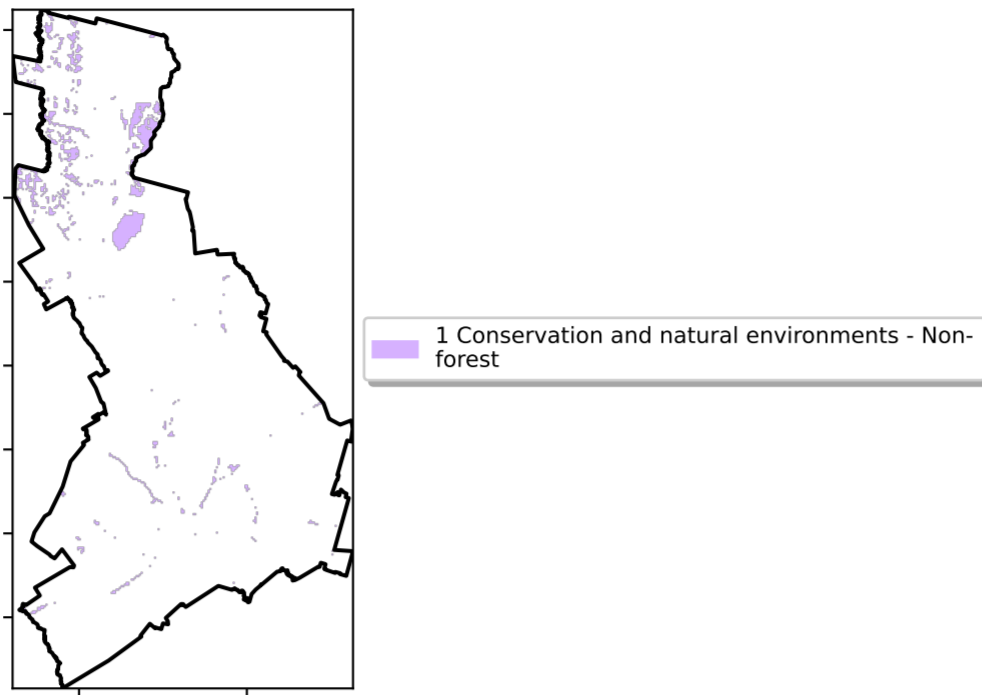 1 Conservation and natural environments - Non-
forest